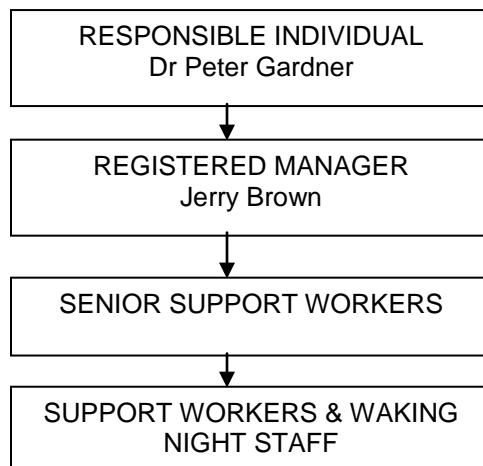 RESPONSIBLE INDIVIDUAL
Dr Peter Gardner
REGISTERED MANAGER
Jerry Brown
SENIOR SUPPORT WORKERS
SUPPORT WORKERS & WAKING
NIGHT STAFF